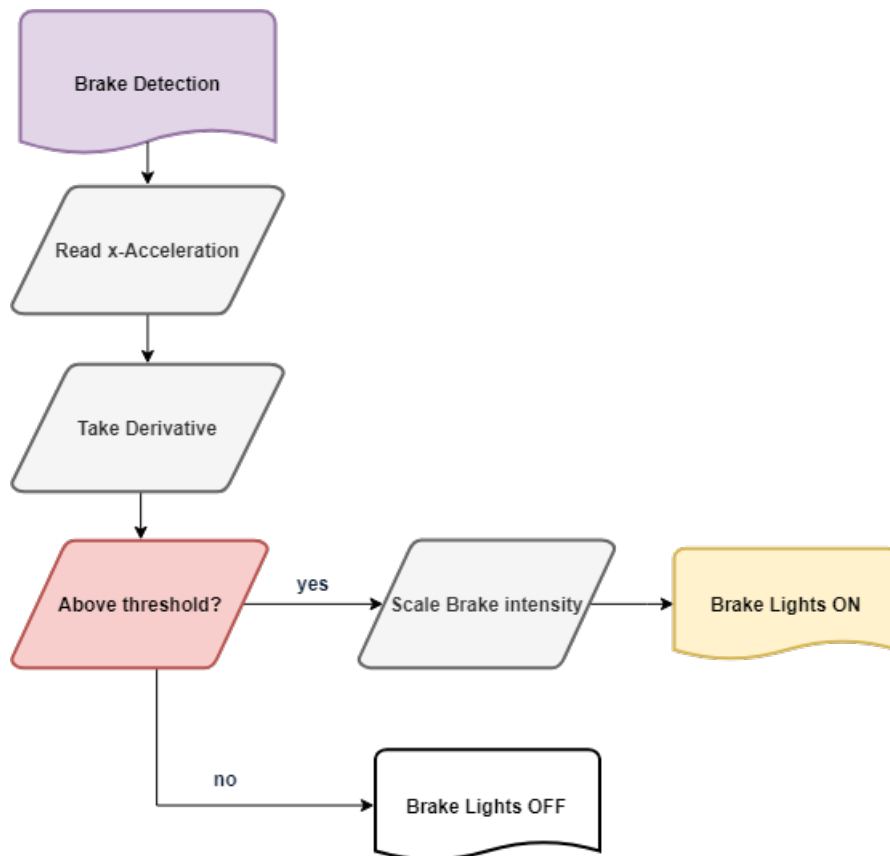 Brake Detection
Read x-Acceleration
Take Derivative
Above threshold?
yes
Scale Brake intensity
Brake Lights ON
no
Brake Lights OFF